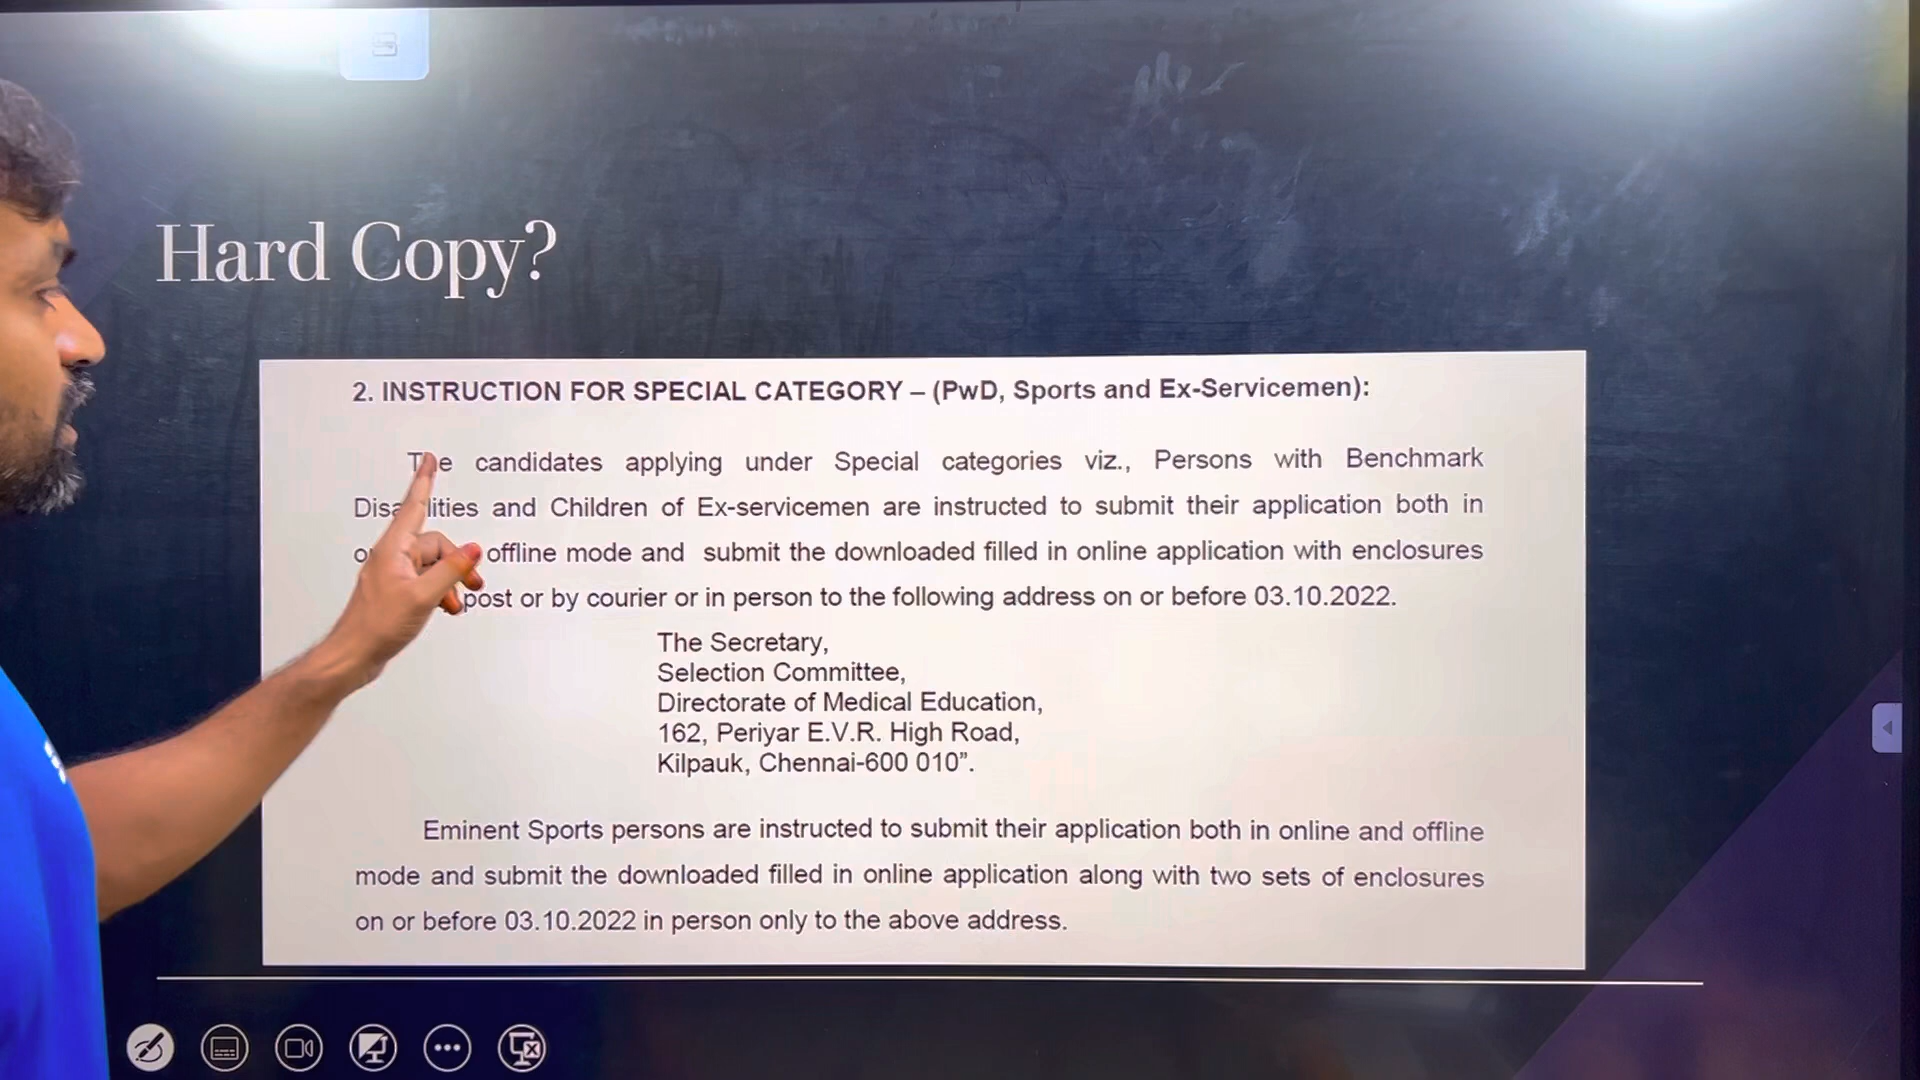 Hard Copy?
2. INSTRUCTION FOR SPECIAL CATEGORY – (PwD, Sports and Ex-Servicemen):
The candidates applying under Special categories viz., Persons with Benchmark
Disabilities and Children of Ex-servicemen are instructed to submit their application both in
offline mode and submit the downloaded filled in online application with enclosures
post or by courier or in person to the following address on or before 03.10.2022.
The Secretary,
Selection Committee,
Directorate of Medical Education,
162, Periyar E.V.R. High Road,
Kilpauk, Chennai-600 010”.
Eminent Sports persons are instructed to submit their application both in online and offline
mode and submit the downloaded filled in online application along with two sets of enclosures
on or before 03.10.2022 in person only to the above address.